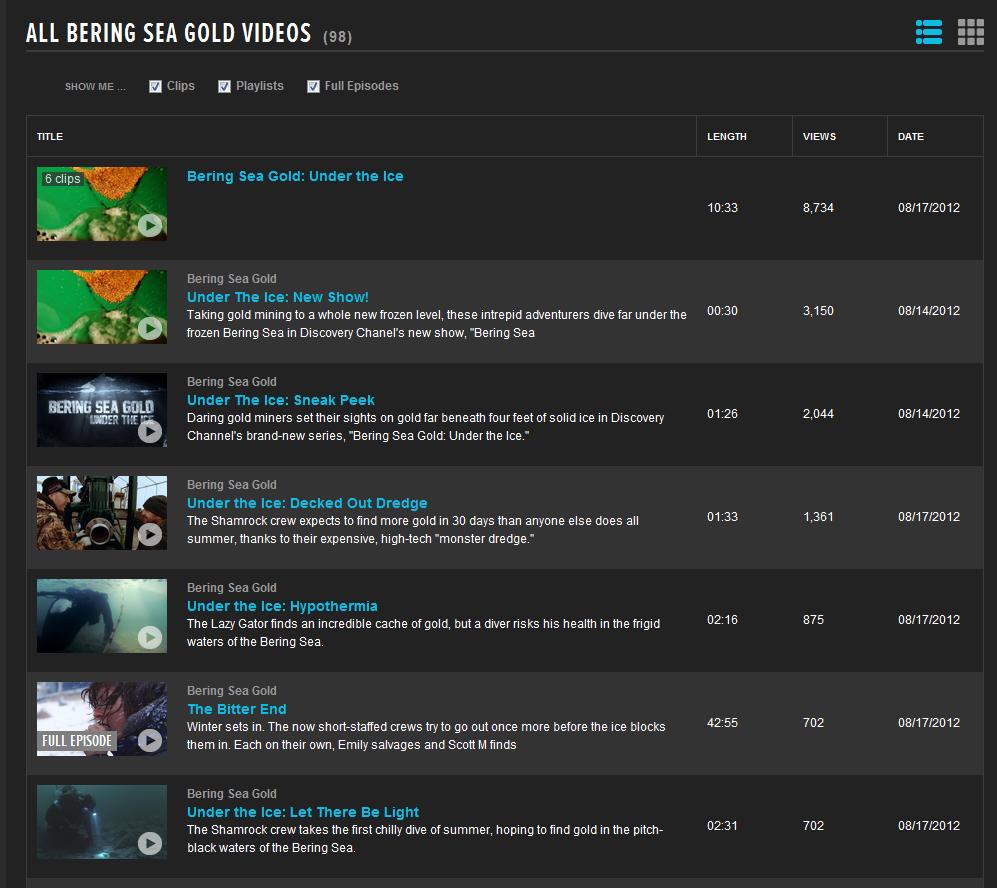 ALL BERING SEA GOLD VIDEOS (98)
SHOW ME ... Clips Playlists Full Episodes
TITLE LENGTH VIEWS DATE
6 clips
Bering Sea Gold: Under the Ice
10:33 8,734 08/17/2012
Bering Sea Gold
Under The Ice: New Show!
Taking gold mining to a whole new frozen level, these intrepid adventurers dive far under the
frozen Bering Sea in Discovery Chanel's new show, "Bering Sea
00:30 3,150 08/14/2012
BERING SEA GOLD
UNDER THE ICE
Bering Sea Gold
Under The Ice: Sneak Peek
Daring gold miners set their sights on gold far beneath four feet of solid ice in Discovery
Channel's brand-new series, "Bering Sea Gold: Under the Ice."
01:26 2,044 08/14/2012
Bering Sea Gold
Under the Ice: Decked Out Dredge
The Shamrock crew expects to find more gold in 30 days than anyone else does all
summer, thanks to their expensive, high-tech "monster dredge."
01:33 1,361 08/17/2012
Bering Sea Gold
Under the Ice: Hypothermia
The Lazy Gator finds an incredible cache of gold, but a diver risks his health in the frigid
waters of the Bering Sea.
02:16 875 08/17/2012
FULL EPISODE
Bering Sea Gold
The Bitter End
Winter sets in. The now short-staffed crews try to go out once more before the ice blocks
them in. Each on their own, Emily salvages and Scott M finds
42:55 702 08/17/2012
Bering Sea Gold
Under the Ice: Let There Be Light
The Shamrock crew takes the first chilly dive of summer, hoping to find gold in the pitch-
black waters of the Bering Sea.
02:31 702 08/17/2012